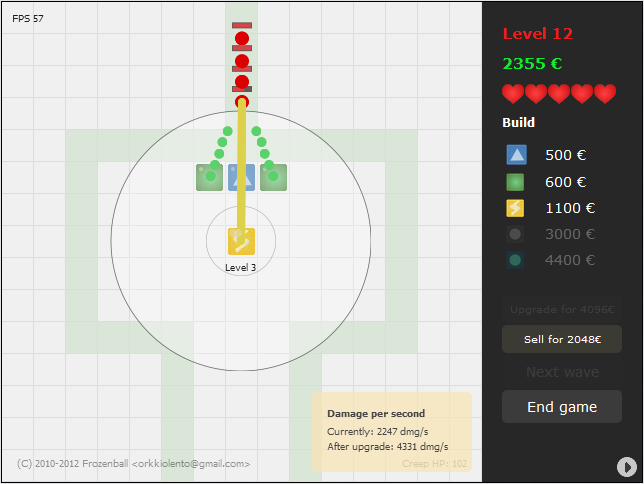 FPS 57
Level 12
2355 €
Build
500 €
600 €
1100 €
3000 €
4400 €
Level 3
Upgrade for 4096€
Sell for 2048€
Next wave
End game
Damage per second
Currently: 2247 dmg/s
After upgrade: 4331 dmg/s
(C) 2010-2012 Frozenball <orkkiolento@gmail.com>
Creep HP: 102